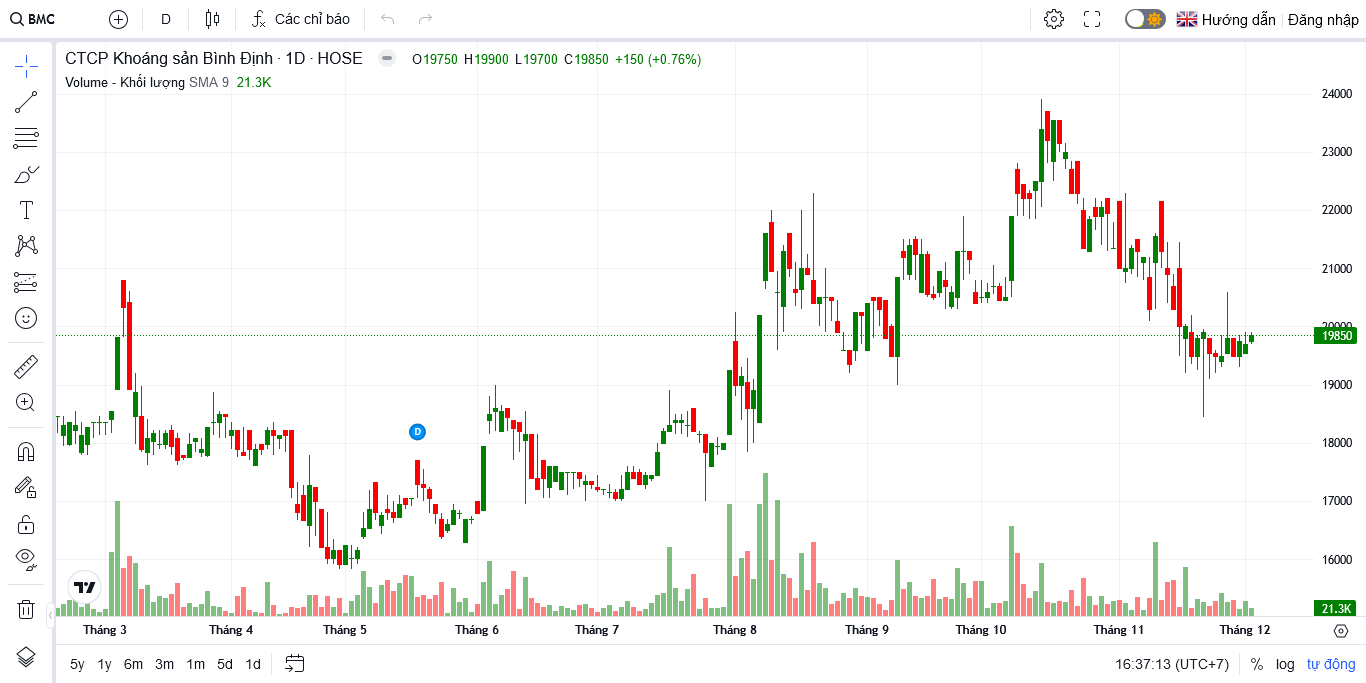 BMC D Các chỉ báo Hướng dẫn Đăng nhập
CTCP Khoáng sản Bình Định · 1D · HOSE O19750 H19900 L19700 C19850 +150 (+0.76%)
Volume - Khối lượng SMA 9 21.3K
24000
23000
22000
21000
20000
19850
19000
18000
D
17000
16000
21.3K
Tháng 3 Tháng 4 Tháng 5 Tháng 6 Tháng 7 Tháng 8 Tháng 9 Tháng 10 Tháng 11 Tháng 12
5y 1y 6m 3m 1m 5d 1d 16:37:13 (UTC+7) % log tự động